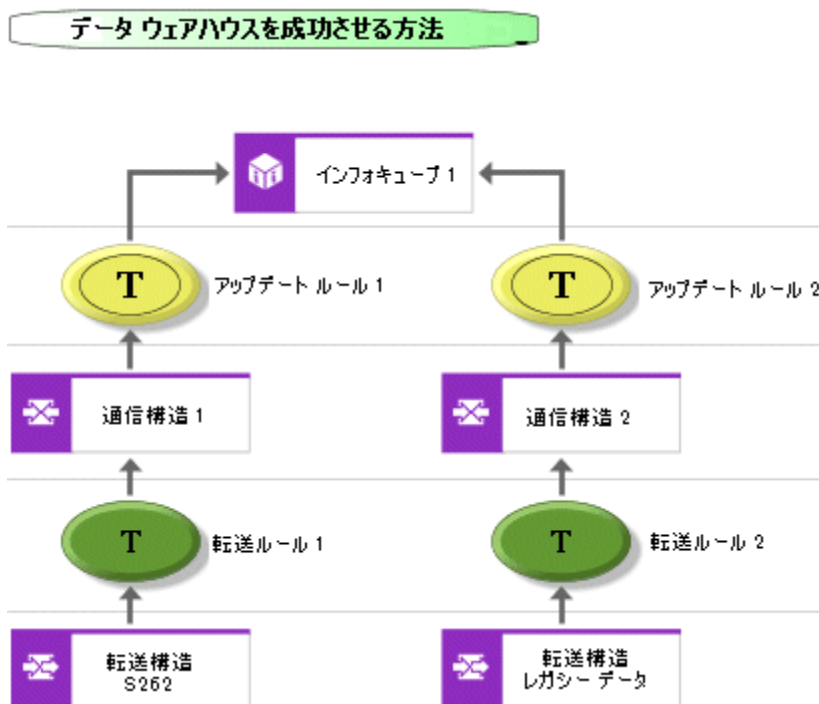 データ ウェアハウスを成功させる方法
インフォキューブ 1
T
アップデート ルール 1
T
アップデート ルール 2
通信構造 1
通信構造 2
T
転送ルール 1
T
転送ルール 2
転送構造
S262
転送構造
レガシー データ